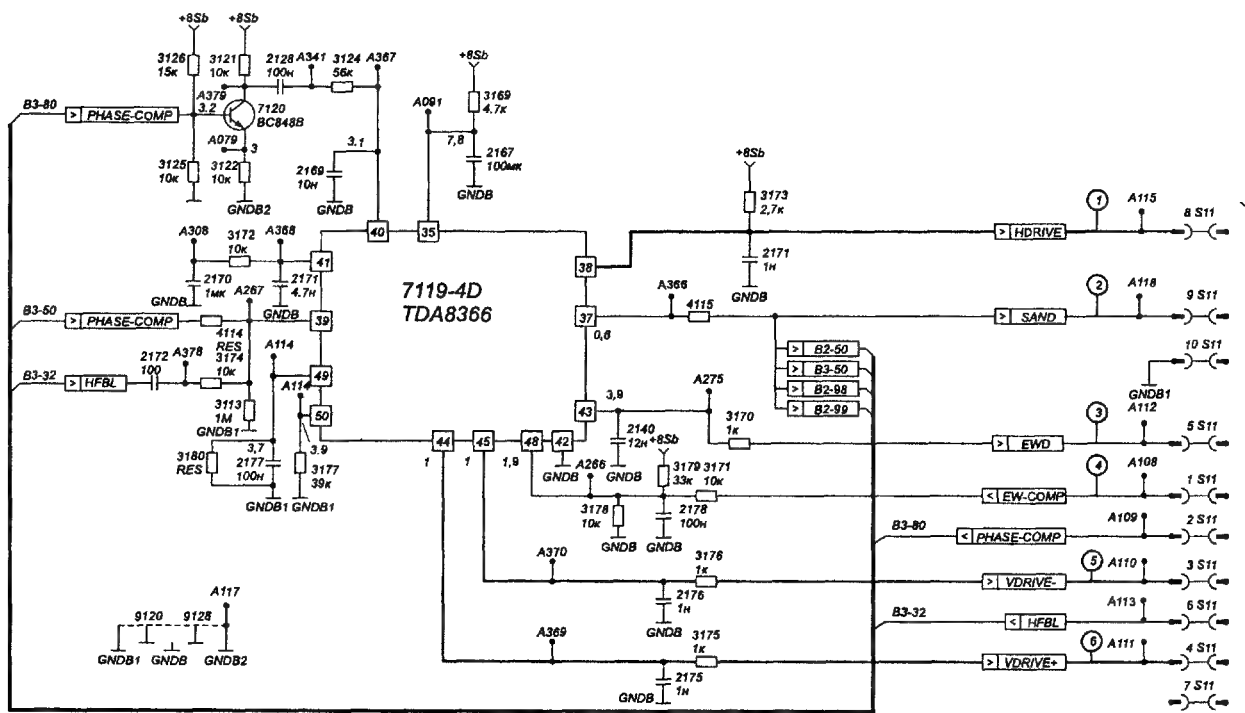 +8Sb
+8Sb
3126
15к
3121
10к
2128
100н
A341
3124
56к
A367
+8Sb
A379
B3-80
> PHASE-COMP
3.2
7120
BC848B
A091
3169
4.7к
A079
3
3.1
7,8
3125
10к
3122
10к
GNDB2
2169
10н
GNDB
2167
100мк
GNDB
+8Sb
3173
2,7к
1
A115
8 S11
> HDRIVE
A308
3172
10к
A368
41
40
35
38
2170
1мк
GNDB
2171
4.7н
GNDB
A267
7119-4D
TDA8366
2171
1н
GNDB
A366
4115
2
A118
9 S11
B3-50
> PHASE-COMP
4114
RES
39
37
0,6
> SAND
B3-32
> HFBL
2172
100
A378
3174
10к
A114
49
> B2-50
> B3-50
> B2-98
> B2-99
10 S11
GNDB1
A114
50
3113
1М
GNDB1
43
3,9
A275
3170
1к
3
A112
5 S11
> EWD
44
45
48
42
2140
12н
GNDB
+8Sb
3180
RES
3,7
2177
100н
GNDB1
3.9
3177
39к
GNDB1
1
1
1,9
GNDB
A266
3179
33к
3171
10к
4
A108
1 S11
< EW-COMP
3178
10к
GNDB
2178
100н
GNDB
B3-80
< PHASE-COMP
A109
2 S11
A370
3176
1к
5
A110
3 S11
> VDRIVE-
2176
1н
GNDB
B3-32
< HFBL
A113
6 S11
A117
9120
9128
GNDB1
GNDB
GNDB2
A369
3175
1к
6
A111
4 S11
> VDRIVE+
2175
1н
GNDB
7 S11